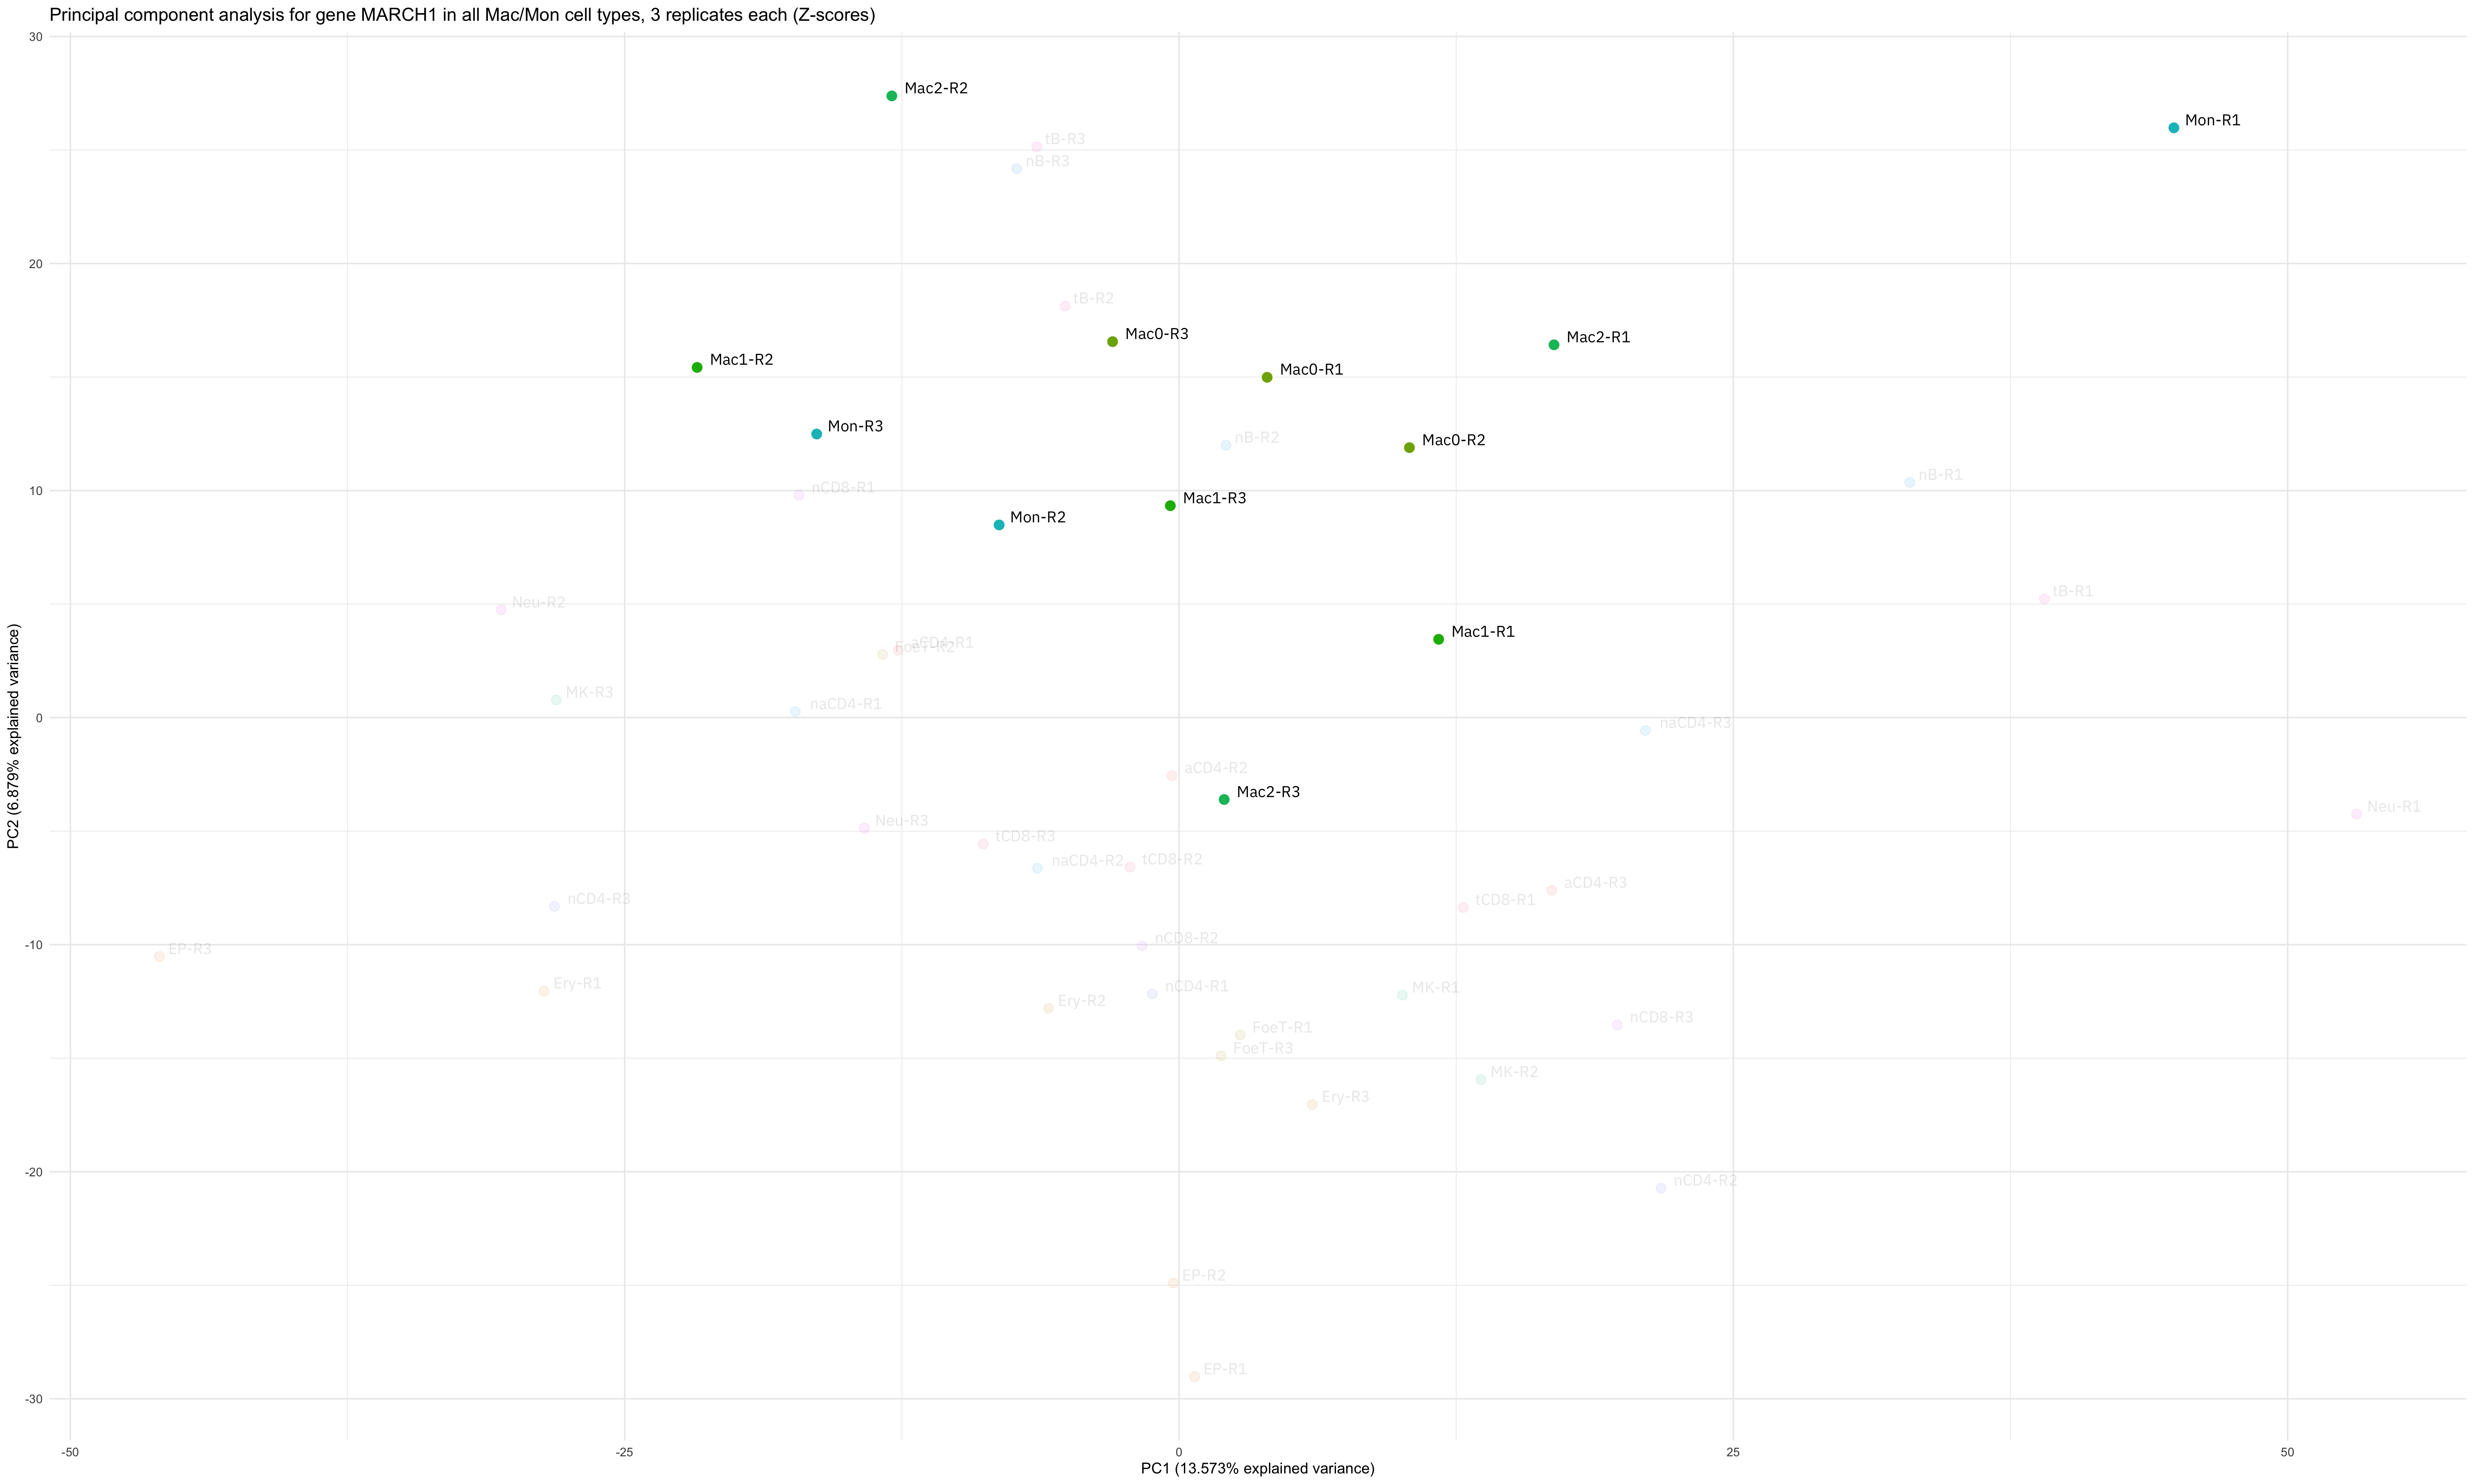 Principal component analysis for gene MARCH1 in all Mac/Mon cell types, 3 replicates each (Z-scores)
30
Mac2-R2
Mon-R1
tB-R3
nB-R3
20
tB-R2
Mac0-R3
Mac2-R1
Mac1-R2
Mac0-R1
Mon-R3
nB-R2
Mac0-R2
10
nCD8-R1
nB-R1
Mac1-R3
Mon-R2
Neu-R2
tB-R1
Mac1-R1
aCD4-R1
FoeT-R2
MK-R3
naCD4-R1
0
naCD4-R3
aCD4-R2
Mac2-R3
Neu-R1
Neu-R3
tCD8-R3
naCD4-R2
tCD8-R2
aCD4-R3
nCD4-R3
tCD8-R1
-10
EP-R3
nCD8-R2
Ery-R1
nCD4-R1
MK-R1
Ery-R2
nCD8-R3
FoeT-R1
FoeT-R3
MK-R2
Ery-R3
-20
nCD4-R2
EP-R2
EP-R1
-30
PC2 (6.879% explained variance)
-50
-25
0
25
50
PC1 (13.573% explained variance)